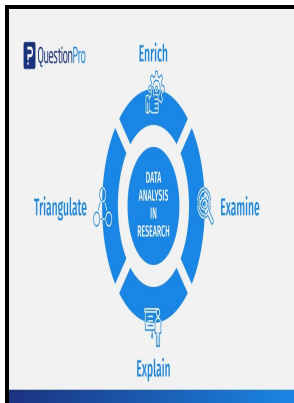 QuestionPro
Enrich
Triangulate
DATA
ANALYSIS
IN
RESEARCH
Examine
Explain